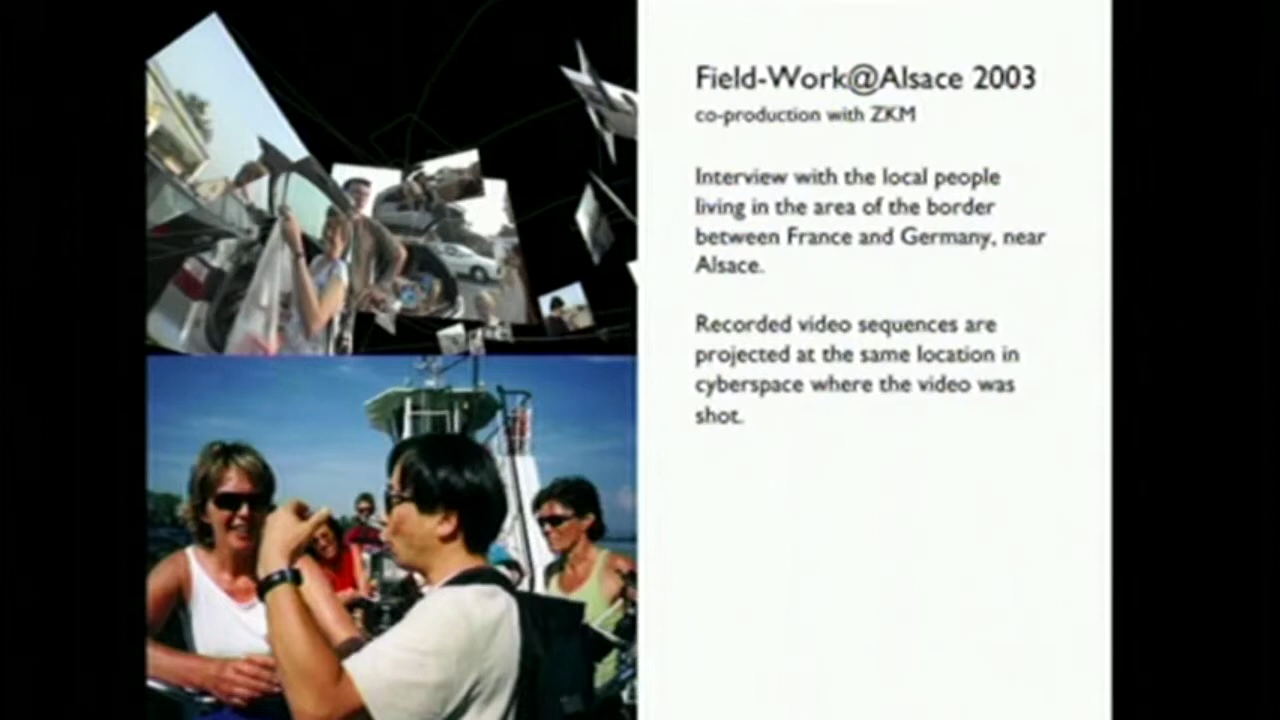 Field-Work@Alsace 2003
co-production with ZKM
Interview with the local people
living in the area of the border
between France and Germany, near
Alsace.
Recorded video sequences are
projected at the same location in
cyberspace where the video was
shot.